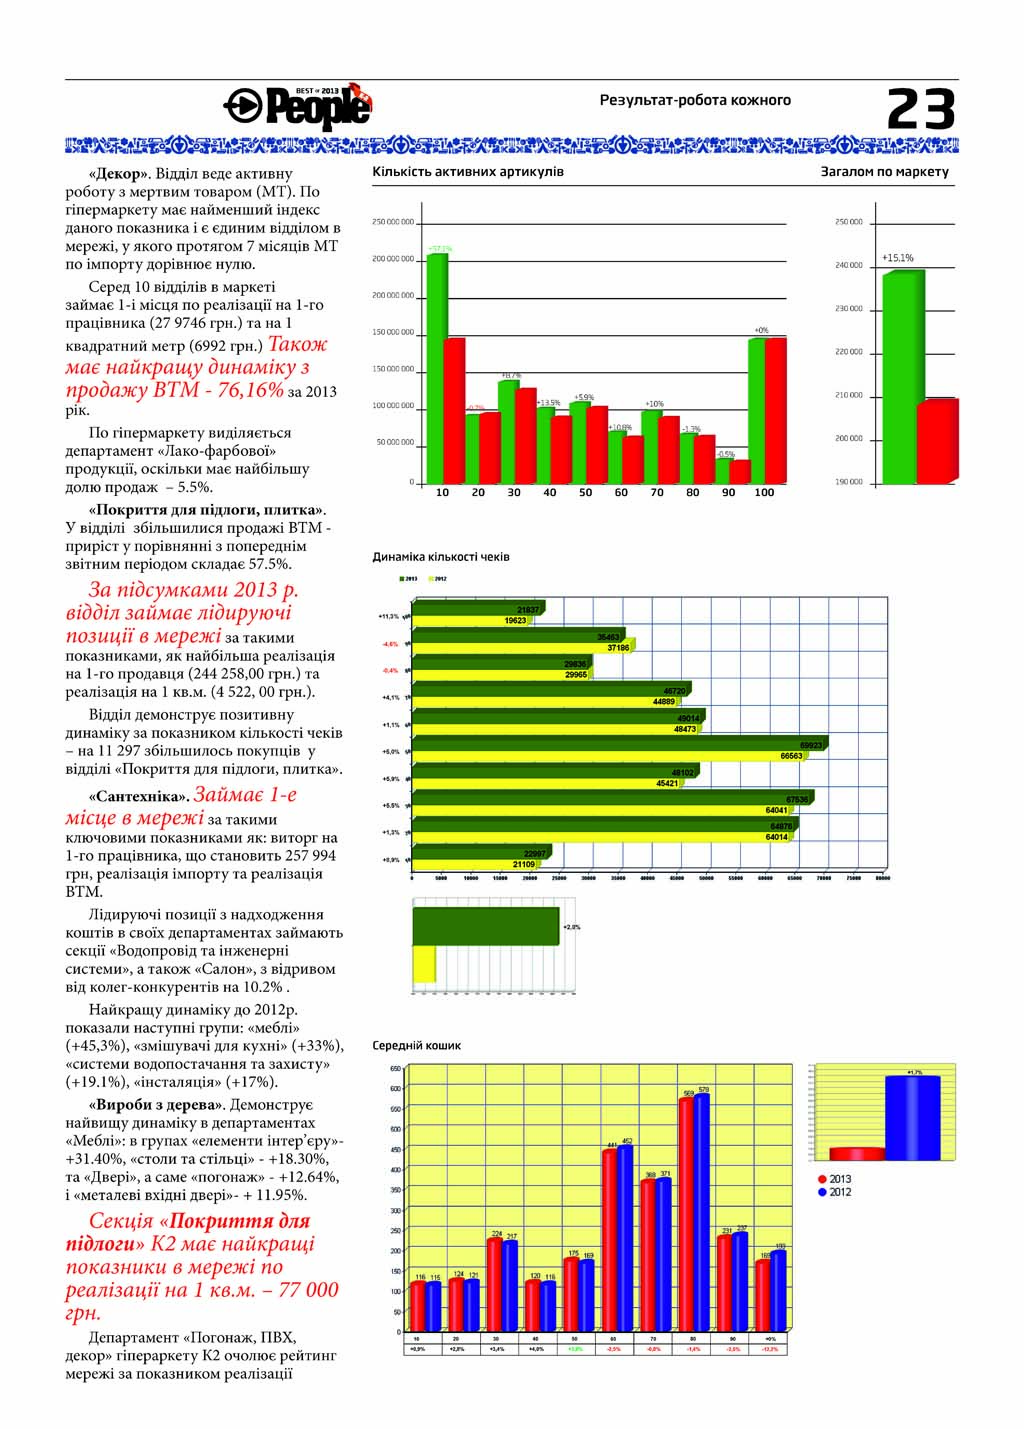 BEST OF 2013
People
Результат-робота кожного
23
«Декор». Відділ веде активну
роботу з мертвим товаром (МТ). По
гіпермаркету має найменший індекс
даного показника і є єдиним відділом в
мережі, у якого протягом 7 місяців МТ
по імпорту дорівнює нулю.
Серед 10 відділів в маркеті
займає 1-і місця по реалізації на 1-го
працівника (27 9746 грн.) та на 1
квадратний метр (6992 грн.) Також
має найкращу динаміку з
продажу ВТМ - 76,16% за 2013
рік.
По гіпермаркету виділяється
департамент «Лако-фарбової»
продукції, оскільки має найбільшу
долю продаж – 5.5%.
«Покриття для підлоги, плитка».
У відділі збільшилися продажі ВТМ -
приріст у порівнянні з попереднім
звітним періодом складає 57.5%.
За підсумками 2013 р.
відділ займає лідируючі
позиції в мережі за такими
показниками, як найбільша реалізація
на 1-го продавця (244 258,00 грн.) та
реалізація на 1 кв.м. (4 522, 00 грн.).
Відділ демонструє позитивну
динаміку за показником кількості чеків
– на 11 297 збільшилось покупців у
відділі «Покриття для підлоги, плитка».
«Сантехніка». Займає 1-е
місце в мережі за такими
ключовими показниками як: виторг на
1-го працівника, що становить 257 994
грн, реалізація імпорту та реалізація
ВТМ.
Лідируючі позиції з надходження
коштів в своїх департаментах займають
секції «Водопровід та інженерні
системи», а також «Салон», з відривом
від колег-конкурентів на 10.2% .
Найкращу динаміку до 2012р.
показали наступні групи: «меблі»
(+45,3%), «змішувачі для кухні» (+33%),
«системи водопостачання та захисту»
(+19.1%), «інсталяція» (+17%).
«Вироби з дерева». Демонструє
найвищу динаміку в департаментах
«Меблі»: в групах «елементи інтер’єру»-
+31.40%, «столи та стільці» - +18.30%,
та «Двері», а саме «погонаж» - +12.64%,
і «металеві вхідні двері»- + 11.95%.
Секція «Покриття для
підлоги» К2 має найкращі
показники в мережі по
реалізації на 1 кв.м. – 77 000
грн.
Департамент «Погонаж, ПВХ,
декор» гіперaркету К2 очолює рейтинг
мережі за показником реалізації
Кількість активних артикулів
250 000 000
200 000 000
200 000 000
150 000 000
150 000 000
100 000 000
50 000 000
0
+57,1%
-0,7%
+8,7%
+13,5%
+5,9%
+10,8%
+10%
-1,3%
-0,5%
+0%
10 20 30 40 50 60 70 80 90 100
Загалом по маркету
250 000
240 000
230 000
220 000
210 000
200 000
190 000
+15,1%
Динаміка кількості чеків
2013 2012
+11,3% 21837
19623
-4,6% 35463
37186
-0,4% 29836
29965
+4,1% 46720
44889
+1,1% 49014
48473
+5,0% 69923
66563
+5,9% 48102
45421
+5,5% 67536
64041
+1,3% 64876
64014
+8,9% 22997
21109
0 5000 10000 15000 20000 25000 30000 35000 40000 45000 50000 55000 60000 65000 70000 75000 80000
+2,8%
Середній кошик
650
600
550
500
450
400
350
300
250
200
150
100
50
0
116 115 124 121 224 217 120 116 175 169 441 452 368 371 569 579 231 237 169 193
10 20 30 40 50 60 70 80 90 +0%
+0,9% +2,8% +3,4% +4,0% +3,8% -2,5% -0,8% -1,4% -2,5% -12,2%
+1,7%
2013
2012